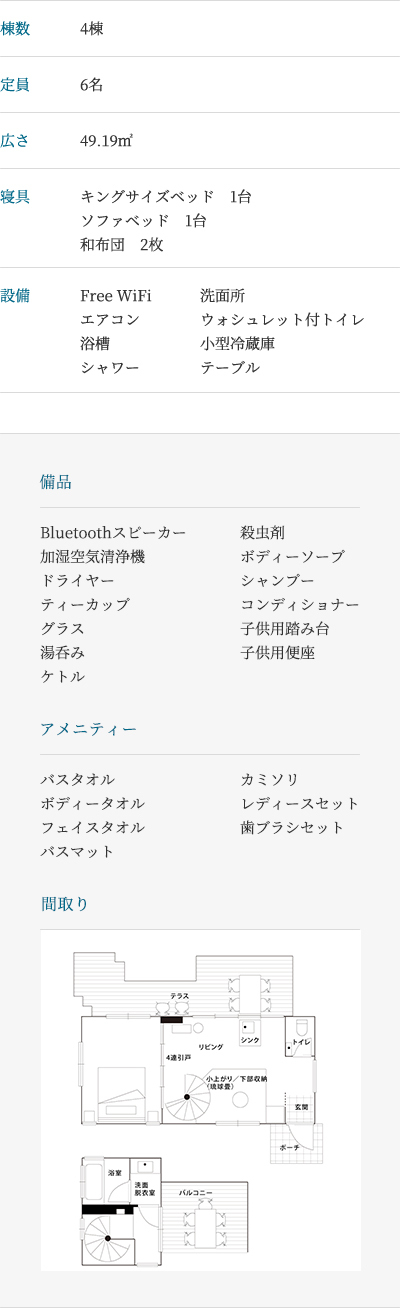 棟数 4棟
定員 6名
広さ 49.19㎡
寝具 キングサイズベッド 1台
ソファベッド 1台
和布団 2枚
設備 Free WiFi 洗面所
エアコン ウォシュレット付トイレ
浴槽 小型冷蔵庫
シャワー テーブル
備品
Bluetoothスピーカー 殺虫剤
加湿空気清浄機 ボディーソープ
ドライヤー シャンプー
ティーカップ コンディショナー
グラス 子供用踏み台
湯呑み 子供用便座
ケトル
アメニティー
バスタオル カミソリ
ボディータオル レディースセット
フェイスタオル 歯ブラシセット
バスマット
間取り
テラス
シンク
トイレ
リビング
4連引戸
小上がり／下部収納
（琉球畳）
玄関
ポーチ
浴室
洗面
脱衣室
バルコニー